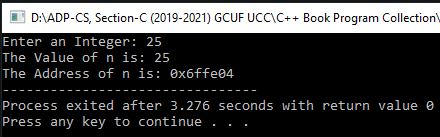 D:\ADP-CS, Section-C (2019-2021) GCUF UCC\C++ Book Program Collection\
Enter an Integer: 25
The Value of n is: 25
The Address of n is: 0x6ffe04
--------------------------------
Process exited after 3.276 seconds with return value 0
Press any key to continue . . .